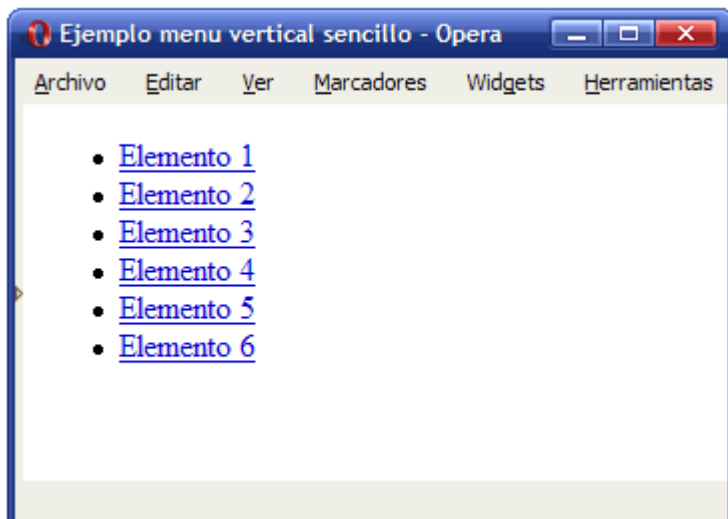 Ejemplo menu vertical sencillo - Opera
Archivo Editar Ver Marcadores Widgets Herramientas
Elemento 1
Elemento 2
Elemento 3
Elemento 4
Elemento 5
Elemento 6